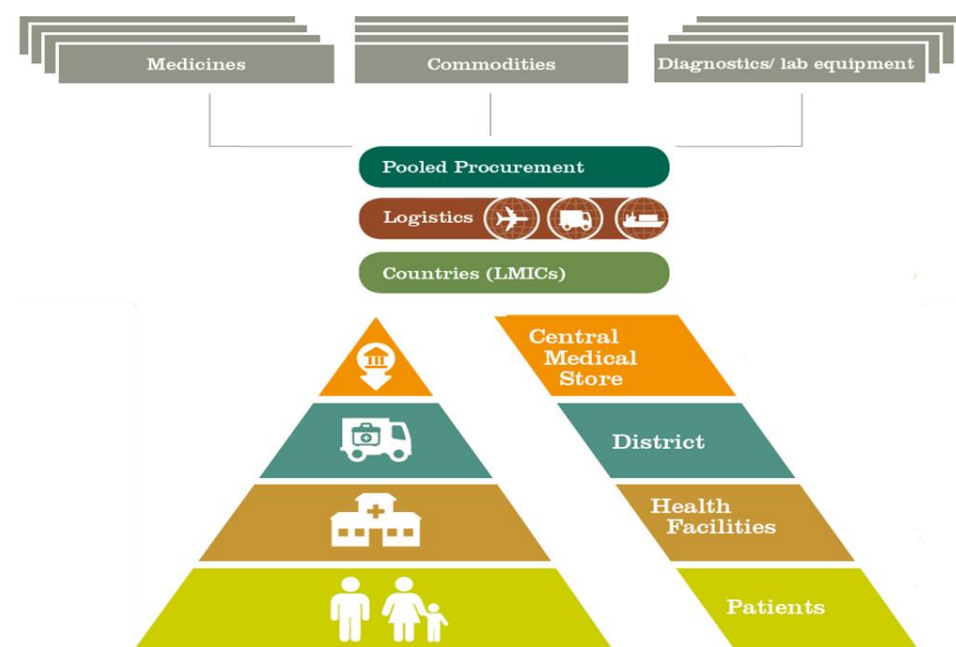 Medicines
Commodities
Diagnostics/ lab equipment
Pooled Procurement
Logistics
Countries (LMICs)
Central
Medical
Store
District
Health
Facilities
Patients